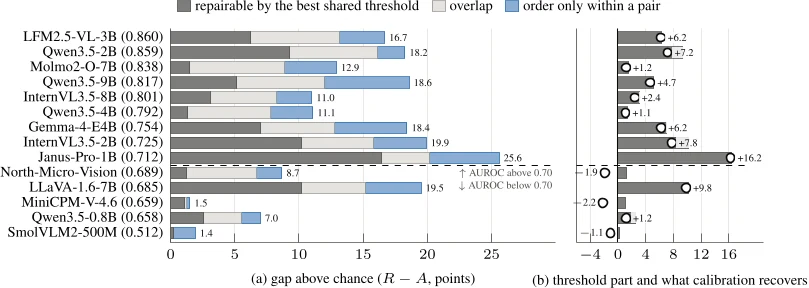 repairable by the best shared threshold overlap order only within a pair
LFM2.5-VL-3B (0.860) 16.7 +6.2
Qwen3.5-2B (0.859) 18.2 +7.2
Molmo2-O-7B (0.838) 12.9 +1.2
Qwen3.5-9B (0.817) 18.6 +4.7
InternVL3.5-8B (0.801) 11.0 +2.4
Qwen3.5-4B (0.792) 11.1 +1.1
Gemma-4-E4B (0.754) 18.4 +6.2
InternVL3.5-2B (0.725) 19.9 +7.8
Janus-Pro-1B (0.712) 25.6 +16.2
North-Micro-Vision (0.689) 8.7 ↑ AUROC above 0.70 −1.9
LLaVA-1.6-7B (0.685) 19.5 ↓ AUROC below 0.70 +9.8
MiniCPM-V-4.6 (0.659) 1.5 −2.2
Qwen3.5-0.8B (0.658) 7.0 +1.2
SmolVLM2-500M (0.512) 1.4 −1.1
0 5 10 15 20 25 −4 0 4 8 12 16
(a) gap above chance (R − A, points) (b) threshold part and what calibration recovers